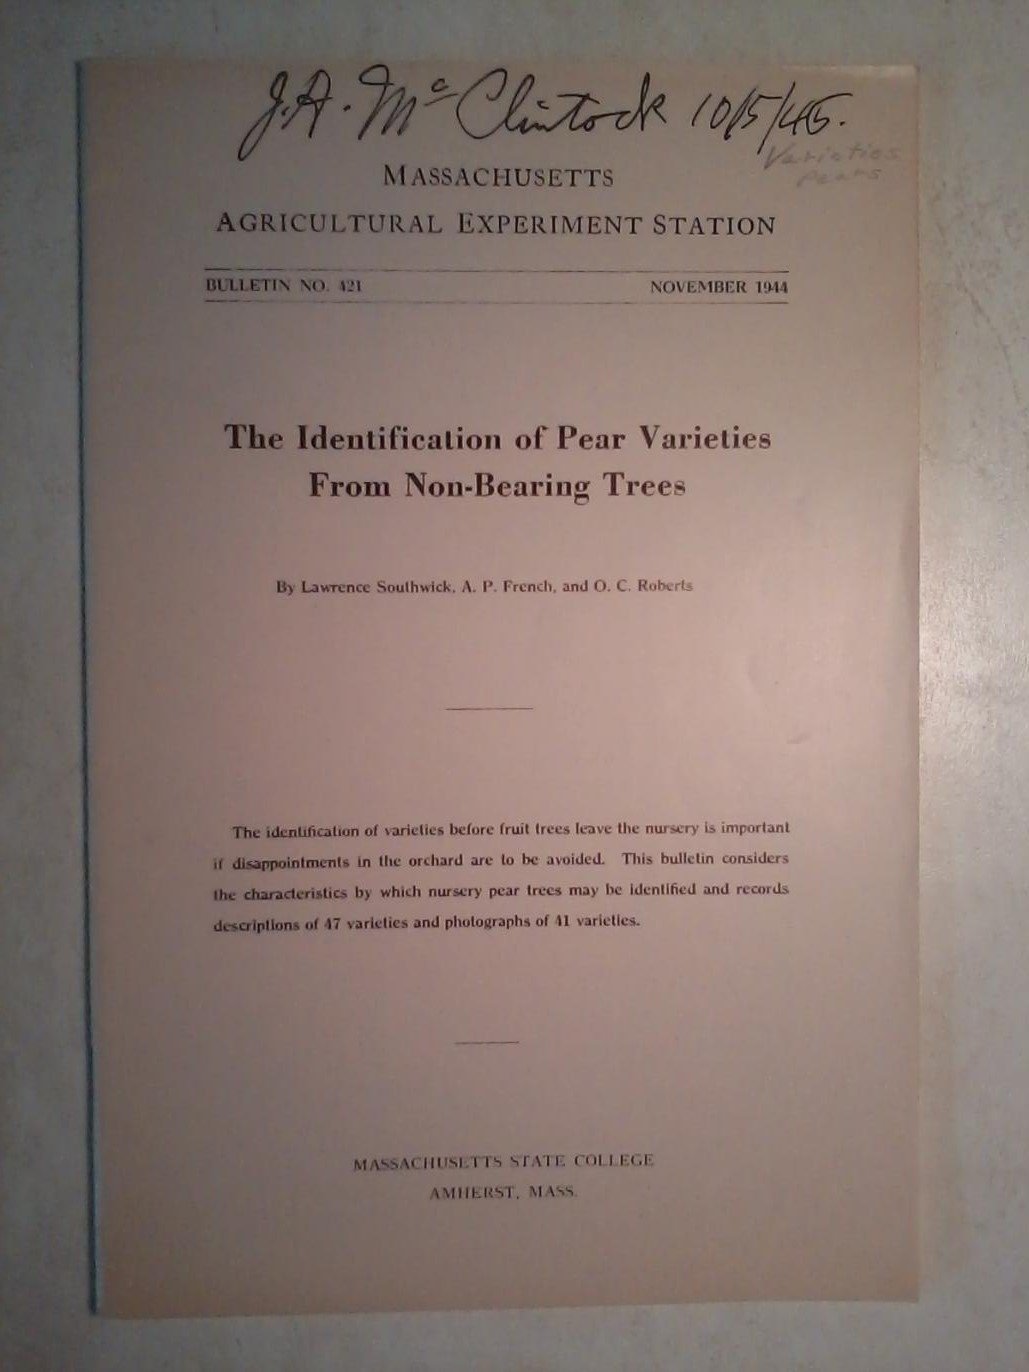 J. A. McClintock 10/5/45.
Varieties
Pears
MASSACHUSETTS
AGRICULTURAL EXPERIMENT STATION
BULLETIN NO. 421 NOVEMBER 1944
The Identification of Pear Varieties
From Non-Bearing Trees
By Lawrence Southwick, A. P. French, and O. C. Roberts
The identification of varieties before fruit trees leave the nursery is important
if disappointments in the orchard are to be avoided. This bulletin considers
the characteristics by which nursery pear trees may be identified and records
descriptions of 47 varieties and photographs of 41 varieties.
MASSACHUSETTS STATE COLLEGE
AMHERST, MASS.